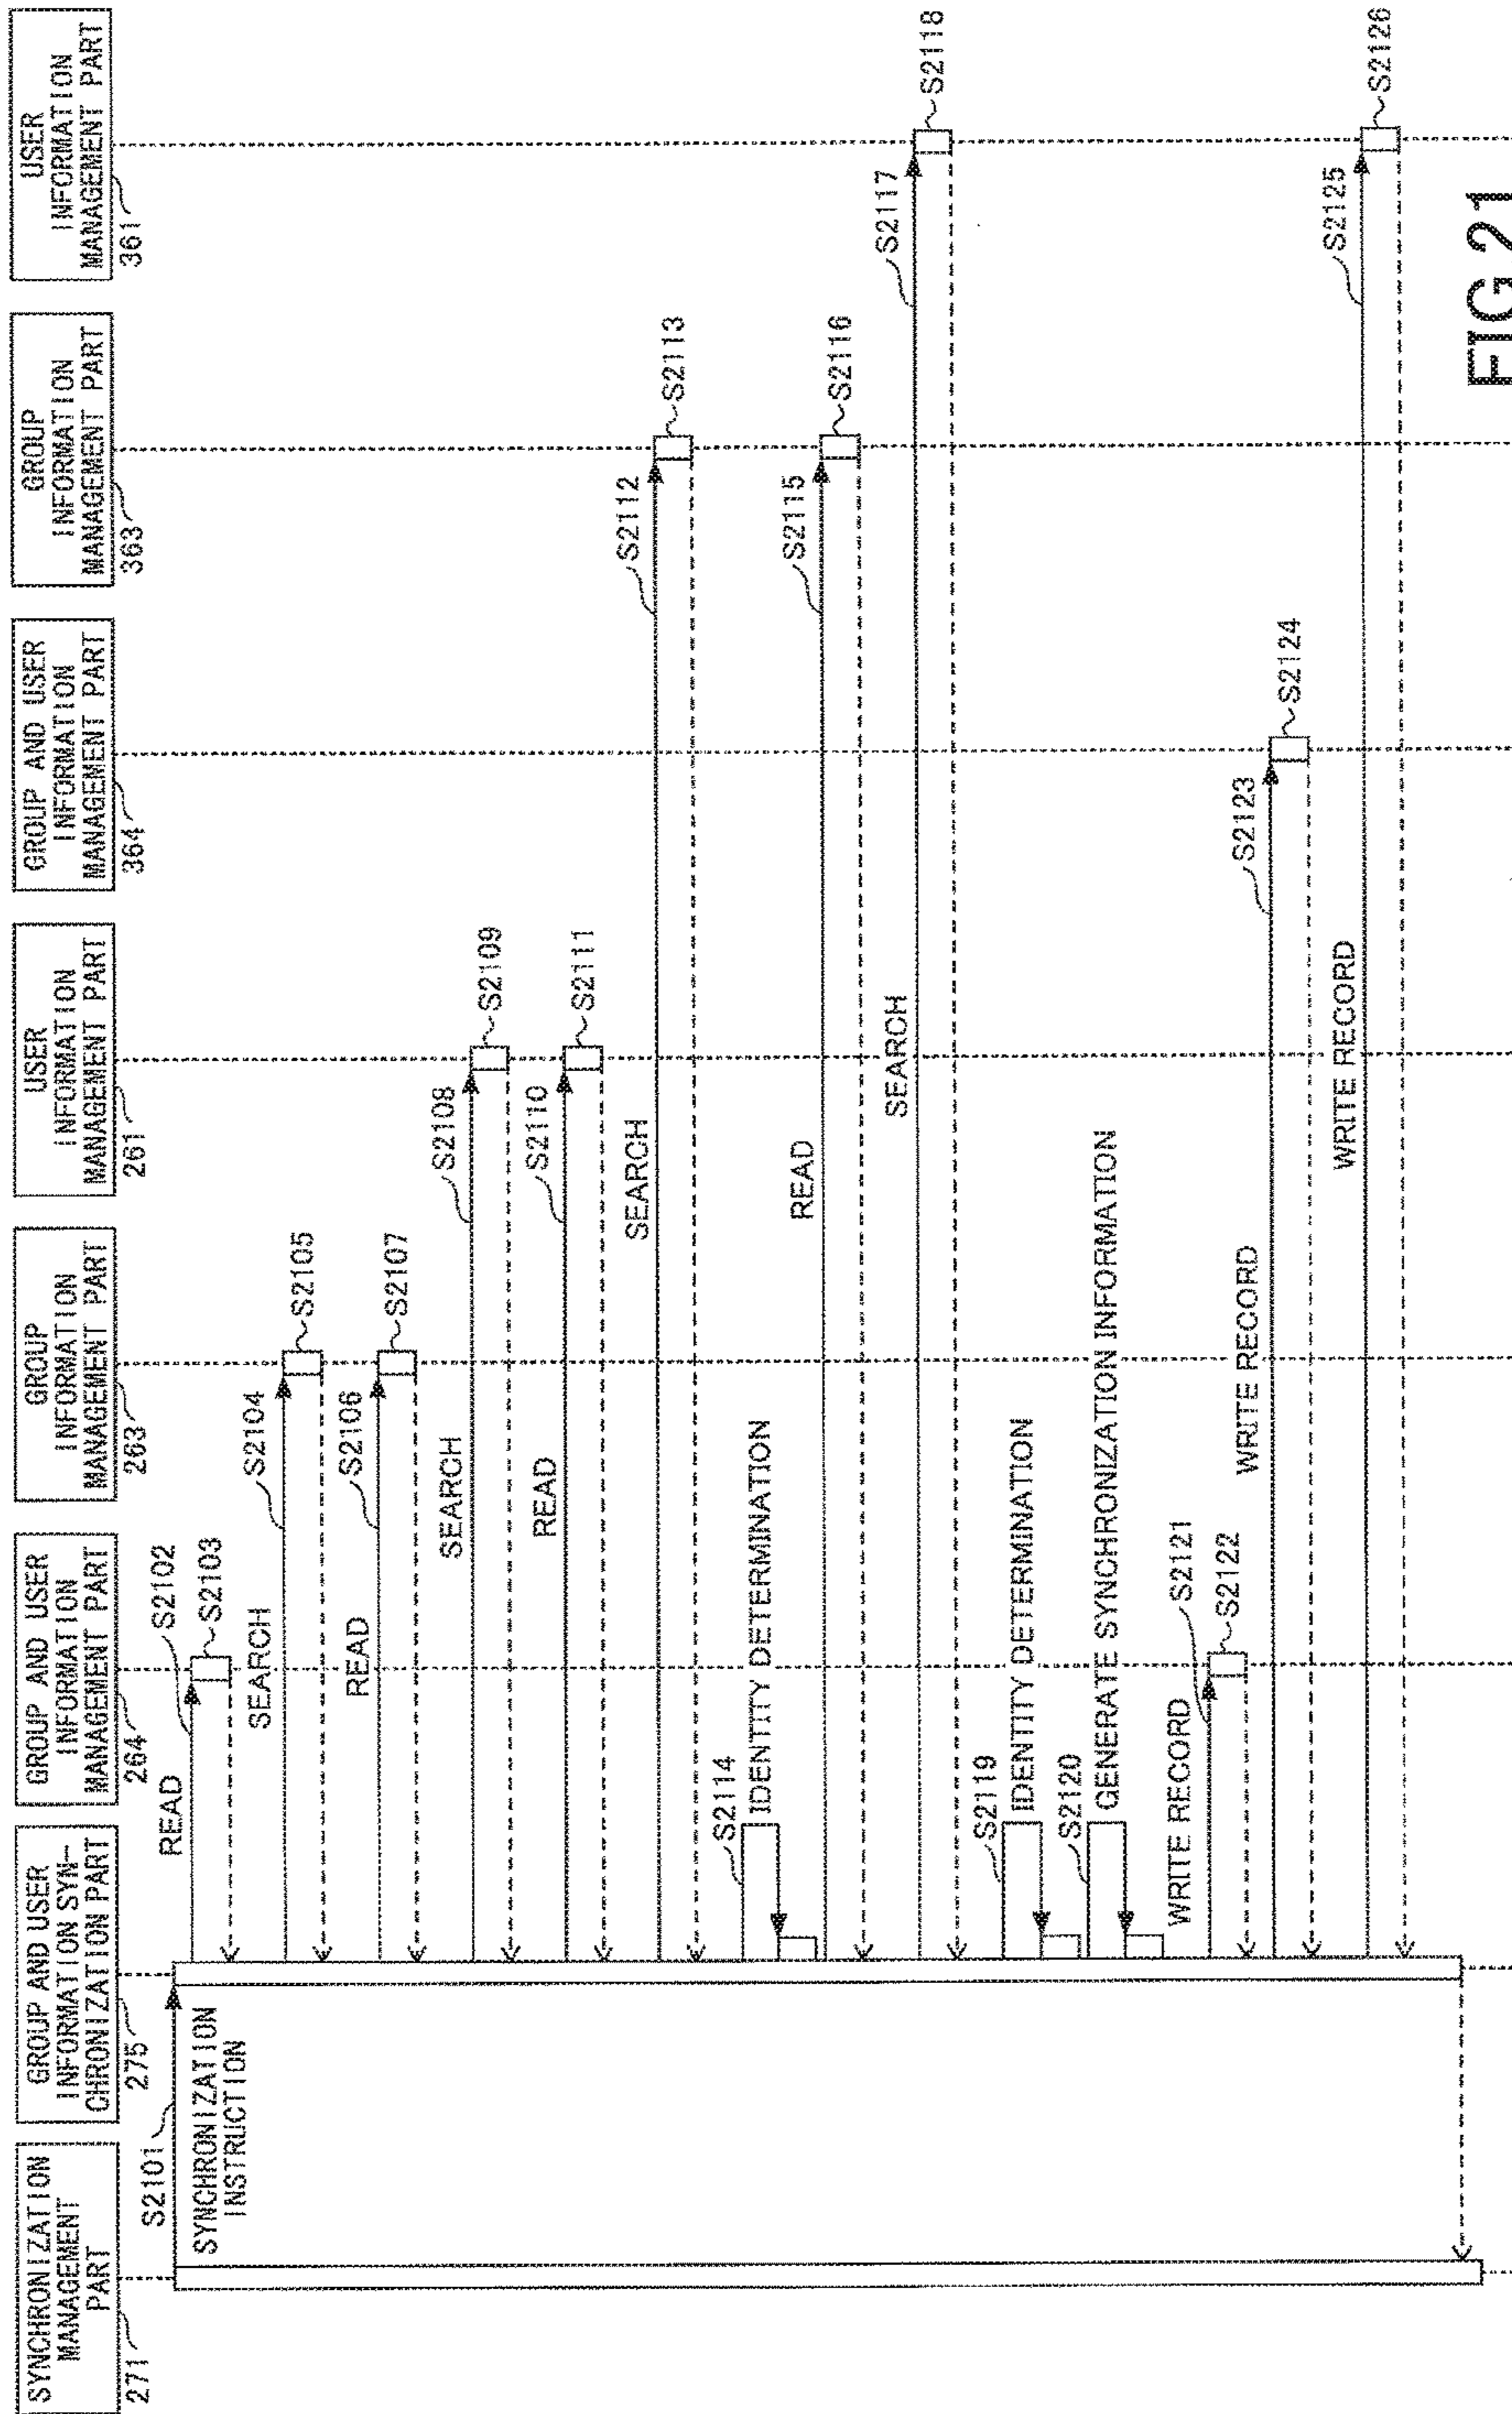 SYNCHRONIZATION
MANAGEMENT
PART
271
GROUP AND USER
INFORMATION SYN-
CHRONIZATION PART
275
GROUP AND USER
INFORMATION
MANAGEMENT PART
264
GROUP
INFORMATION
MANAGEMENT PART
263
USER
INFORMATION
MANAGEMENT PART
261
GROUP AND USER
INFORMATION
MANAGEMENT PART
364
GROUP
INFORMATION
MANAGEMENT PART
363
USER
INFORMATION
MANAGEMENT PART
361
S2101
SYNCHRONIZATION
INSTRUCTION
READ
S2102
S2103
SEARCH
S2104
S2105
READ
S2106
S2107
SEARCH
S2108
S2109
READ
S2110
S2111
SEARCH
S2112
S2113
S2114
IDENTITY DETERMINATION
READ
S2115
S2116
SEARCH
S2117
S2118
S2119
IDENTITY DETERMINATION
S2120
GENERATE SYNCHRONIZATION INFORMATION
WRITE RECORD
S2121
S2122
WRITE RECORD
S2123
S2124
WRITE RECORD
S2125
S2126
FIG.21